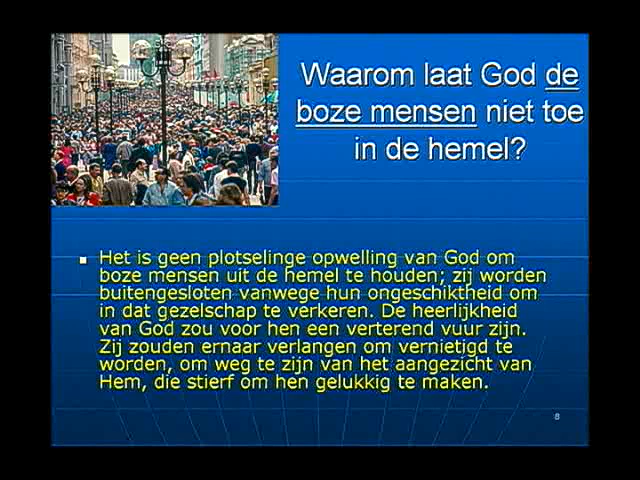 Waarom laat God de
boze mensen niet toe
in de hemel?
Het is geen plotselinge opwelling van God om
boze mensen uit de hemel te houden; zij worden
buitengesloten vanwege hun ongeschiktheid om
in dat gezelschap te verkeren. De heerlijkheid
van God zou voor hen een verterend vuur zijn.
Zij zouden ernaar verlangen om vernietigd te
worden, om weg te zijn van het aangezicht van
Hem, die stierf om hen gelukkig te maken.
8